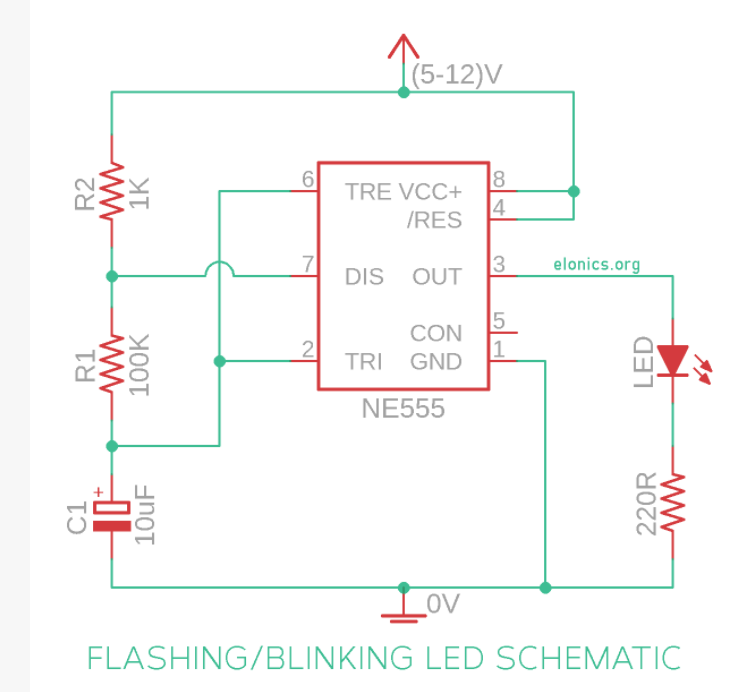 (5-12)V
R2
1K
6
TRE
VCC+
8
/RES
4
7
DIS
OUT
3
elonics.org
CON
5
2
TRI
GND
1
NE555
R1
100K
LED
C1
+
10uF
220R
0V
FLASHING/BLINKING LED SCHEMATIC